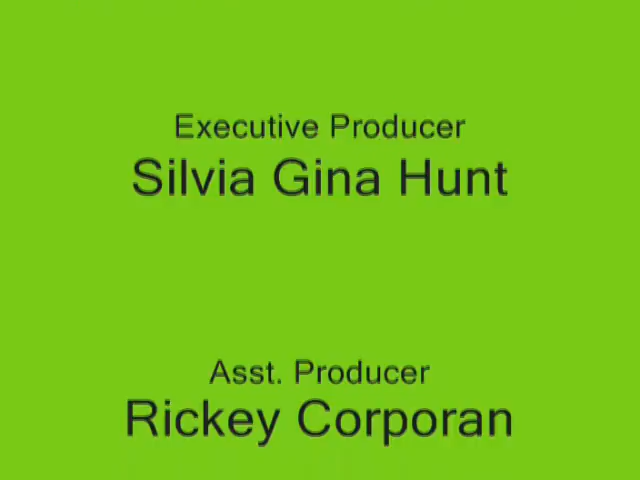 Executive Producer
Silvia Gina Hunt
Asst. Producer
Rickey Corporan